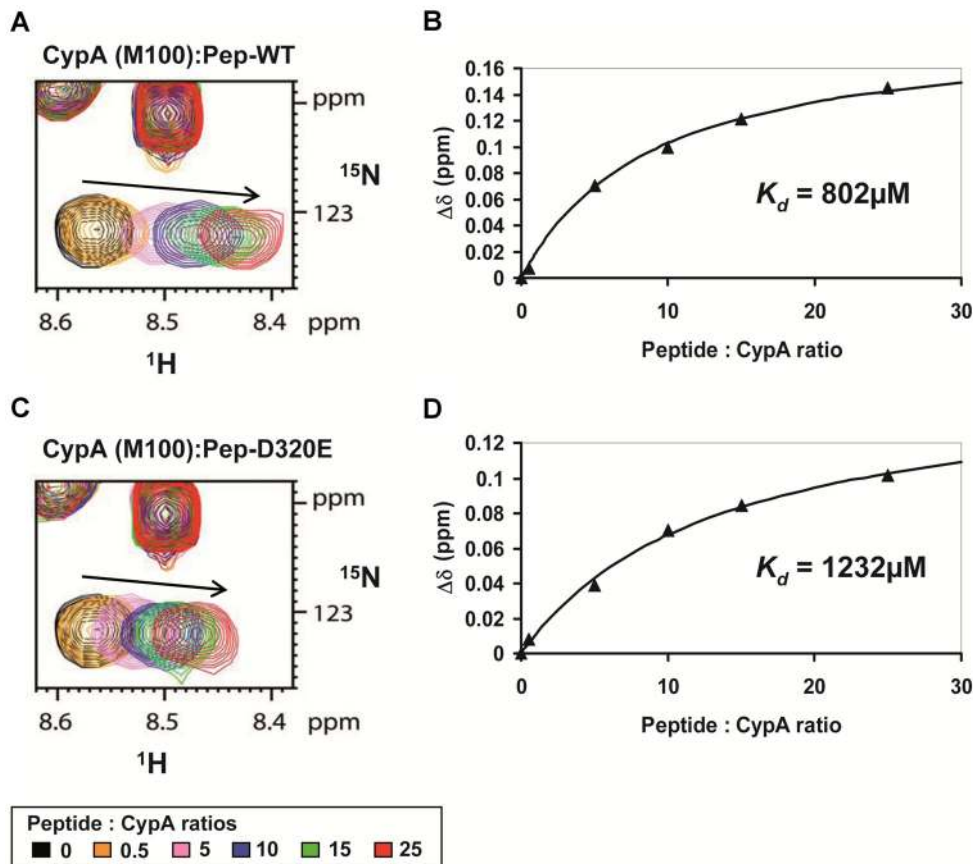 A
CypA (M100):Pep-WT
ppm
15N
123
8.6 8.5 8.4 ppm
1H
B
0.16
0.14
0.12
0.1
0.08
0.06
0.04
0.02
0
Δδ (ppm)
Kd = 802µM
0 10 20 30
Peptide : CypA ratio
C
CypA (M100):Pep-D320E
ppm
15N
123
8.6 8.5 8.4 ppm
1H
D
0.12
0.1
0.08
0.06
0.04
0.02
0
Δδ (ppm)
Kd = 1232µM
0 10 20 30
Peptide : CypA ratio
Peptide : CypA ratios
0 0.5 5 10 15 25